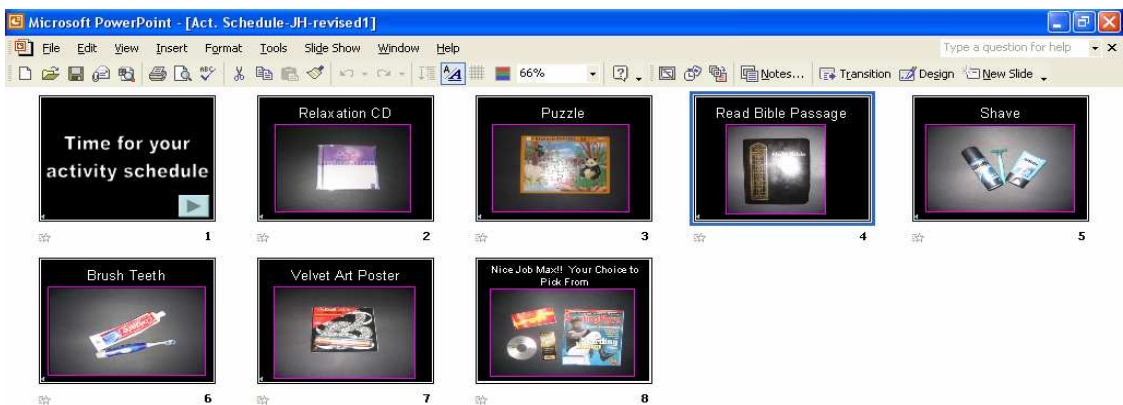 Microsoft PowerPoint - [Act. Schedule-JH-revised1]
File Edit View Insert Format Tools Slide Show Window Help
Type a question for help
66% Notes... Transition Design New Slide
Time for your
activity schedule
1
Relaxation CD
2
Puzzle
3
Read Bible Passage
4
Shave
5
Brush Teeth
6
Velvet Art Poster
7
Nice Job Max!! Your Choice to
Pick From
8